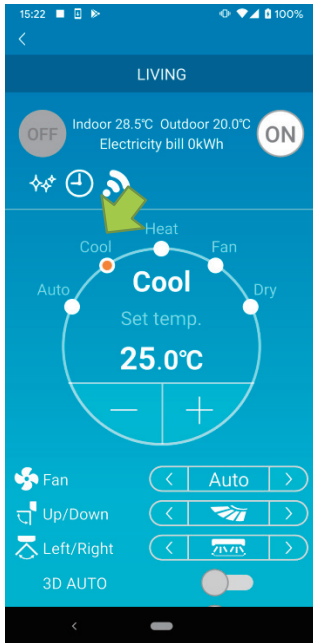 15:22 100%
LIVING
OFF
Indoor 28.5℃ Outdoor 20.0℃
Electricity bill 0kWh
ON
Heat
Cool Fan
Auto Dry
Cool
Set temp.
25.0℃
Fan Auto
Up/Down
Left/Right
3D AUTO